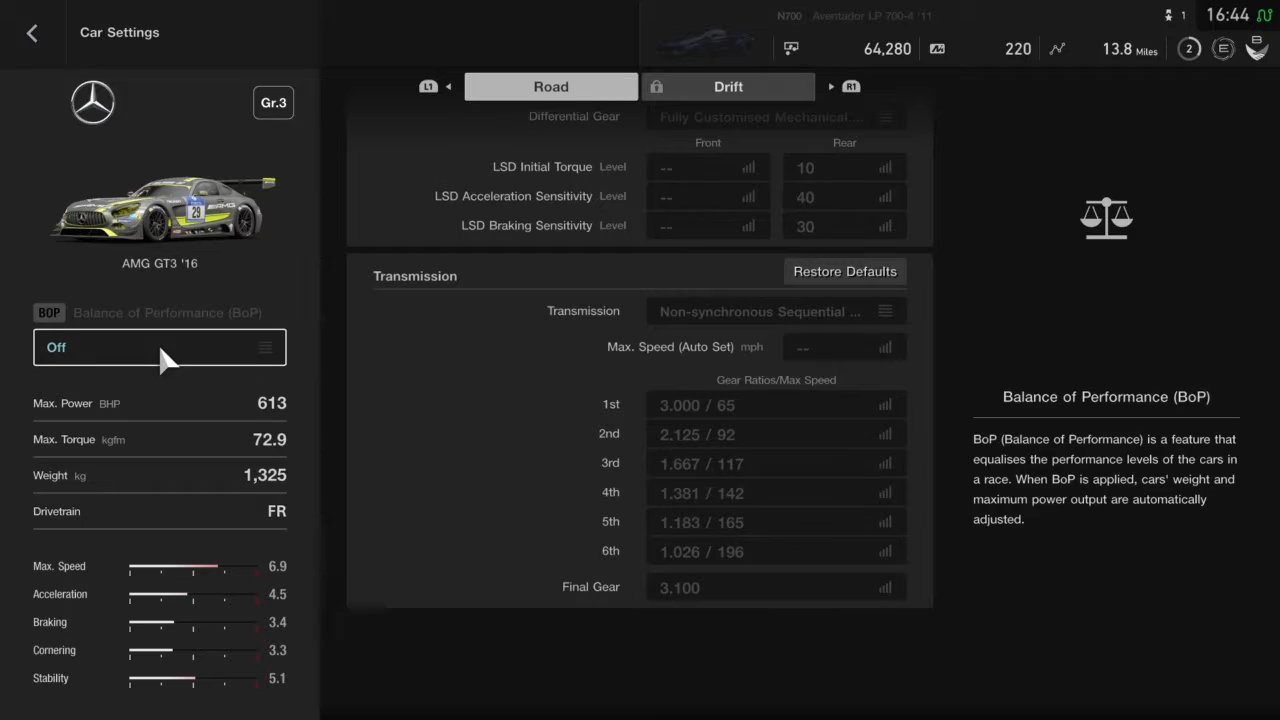 Car Settings
N700 Aventador LP 700-4 '11
1 16:44
64,280 220 13.8 Miles 2 E B
Gr.3
29
AMG GT3 '16
BOP Balance of Performance (BoP)
Off
Max. Power BHP 613
Max. Torque kgfm 72.9
Weight kg 1,325
Drivetrain FR
Max. Speed 6.9
Acceleration 4.5
Braking 3.4
Cornering 3.3
Stability 5.1
L1 Road Drift R1
Differential Gear Fully Customised Mechanical....
Front Rear
LSD Initial Torque Level -- 10
LSD Acceleration Sensitivity Level -- 40
LSD Braking Sensitivity Level -- 30
Transmission Restore Defaults
Transmission Non-synchronous Sequential ...
Max. Speed (Auto Set) mph --
Gear Ratios/Max Speed
1st 3.000 / 65
2nd 2.125 / 92
3rd 1.667 / 117
4th 1.381 / 142
5th 1.183 / 165
6th 1.026 / 196
Final Gear 3.100
Balance of Performance (BoP)
BoP (Balance of Performance) is a feature that
equalises the performance levels of the cars in
a race. When BoP is applied, cars' weight and
maximum power output are automatically
adjusted.